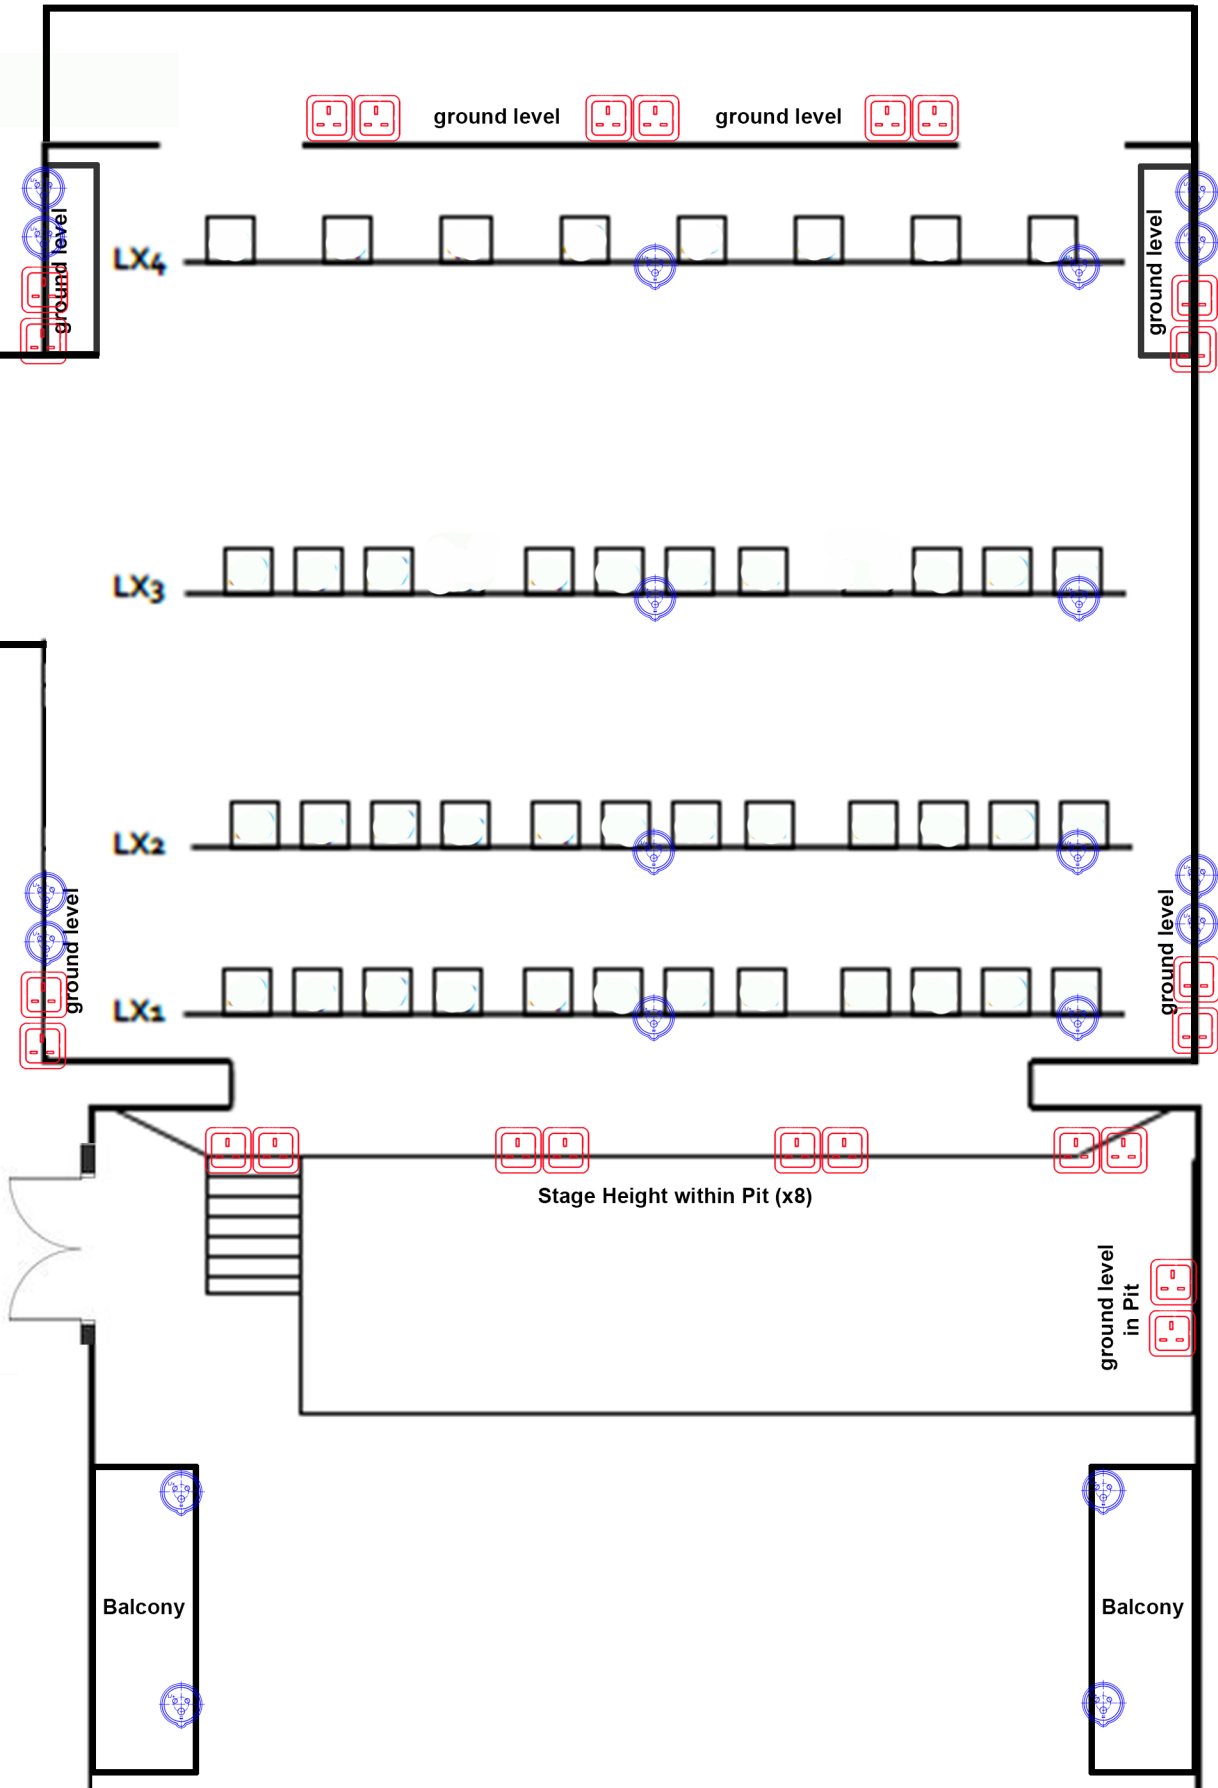 ground level
ground level
ground level
ground level
LX4
LX3
LX2
ground level
ground level
LX1
Stage Height within Pit (x8)
ground level
in Pit
Balcony
Balcony